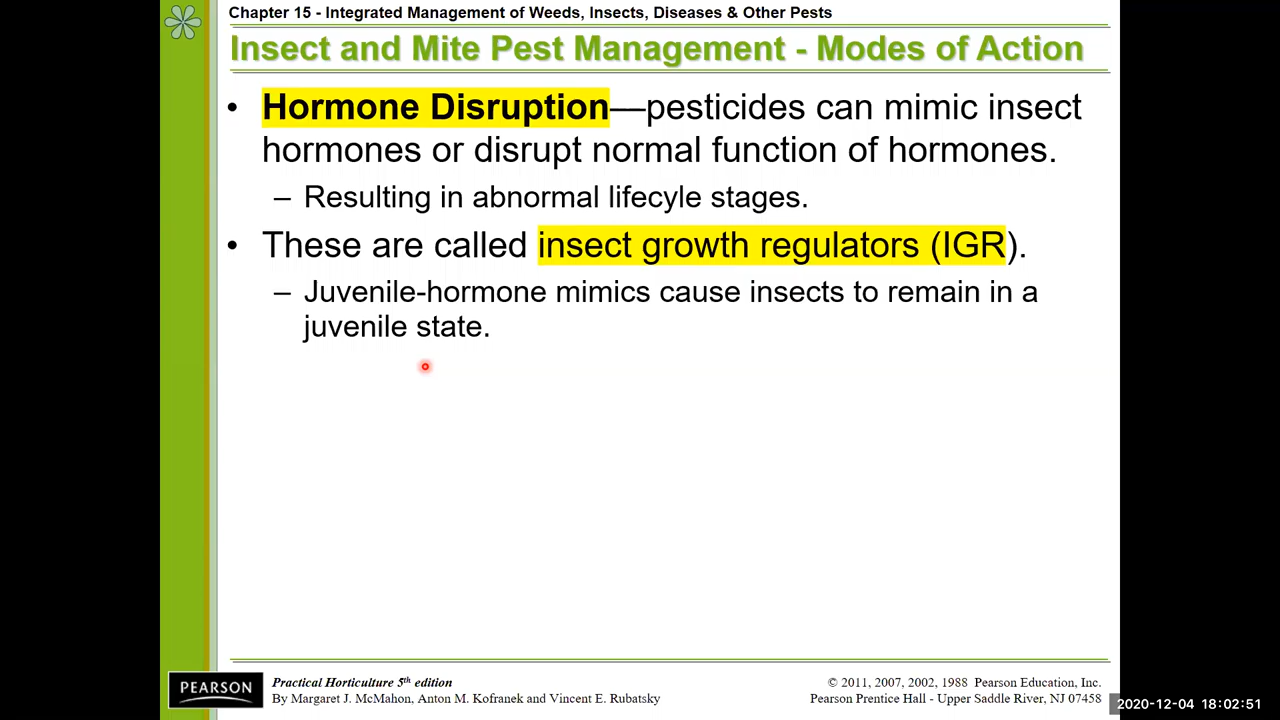 Chapter 15 - Integrated Management of Weeds, Insects, Diseases & Other Pests
Insect and Mite Pest Management - Modes of Action
• Hormone Disruption—pesticides can mimic insect
hormones or disrupt normal function of hormones.
– Resulting in abnormal lifecyle stages.
• These are called insect growth regulators (IGR).
– Juvenile-hormone mimics cause insects to remain in a
juvenile state.
PEARSON
Practical Horticulture 5th edition
By Margaret J. McMahon, Anton M. Kofranek and Vincent E. Rubatsky
© 2011, 2007, 2002, 1988 Pearson Education, Inc.
Pearson Prentice Hall - Upper Saddle River, NJ 07458
2020-12-04 18:02:51